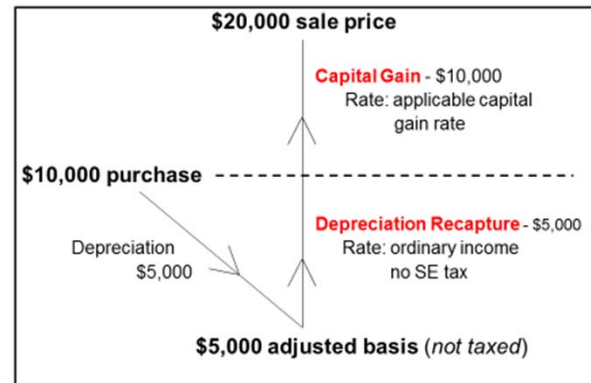 $20,000 sale price
Capital Gain - $10,000
Rate: applicable capital
gain rate
$10,000 purchase
Depreciation
$5,000
Depreciation Recapture - $5,000
Rate: ordinary income
no SE tax
$5,000 adjusted basis (not taxed)